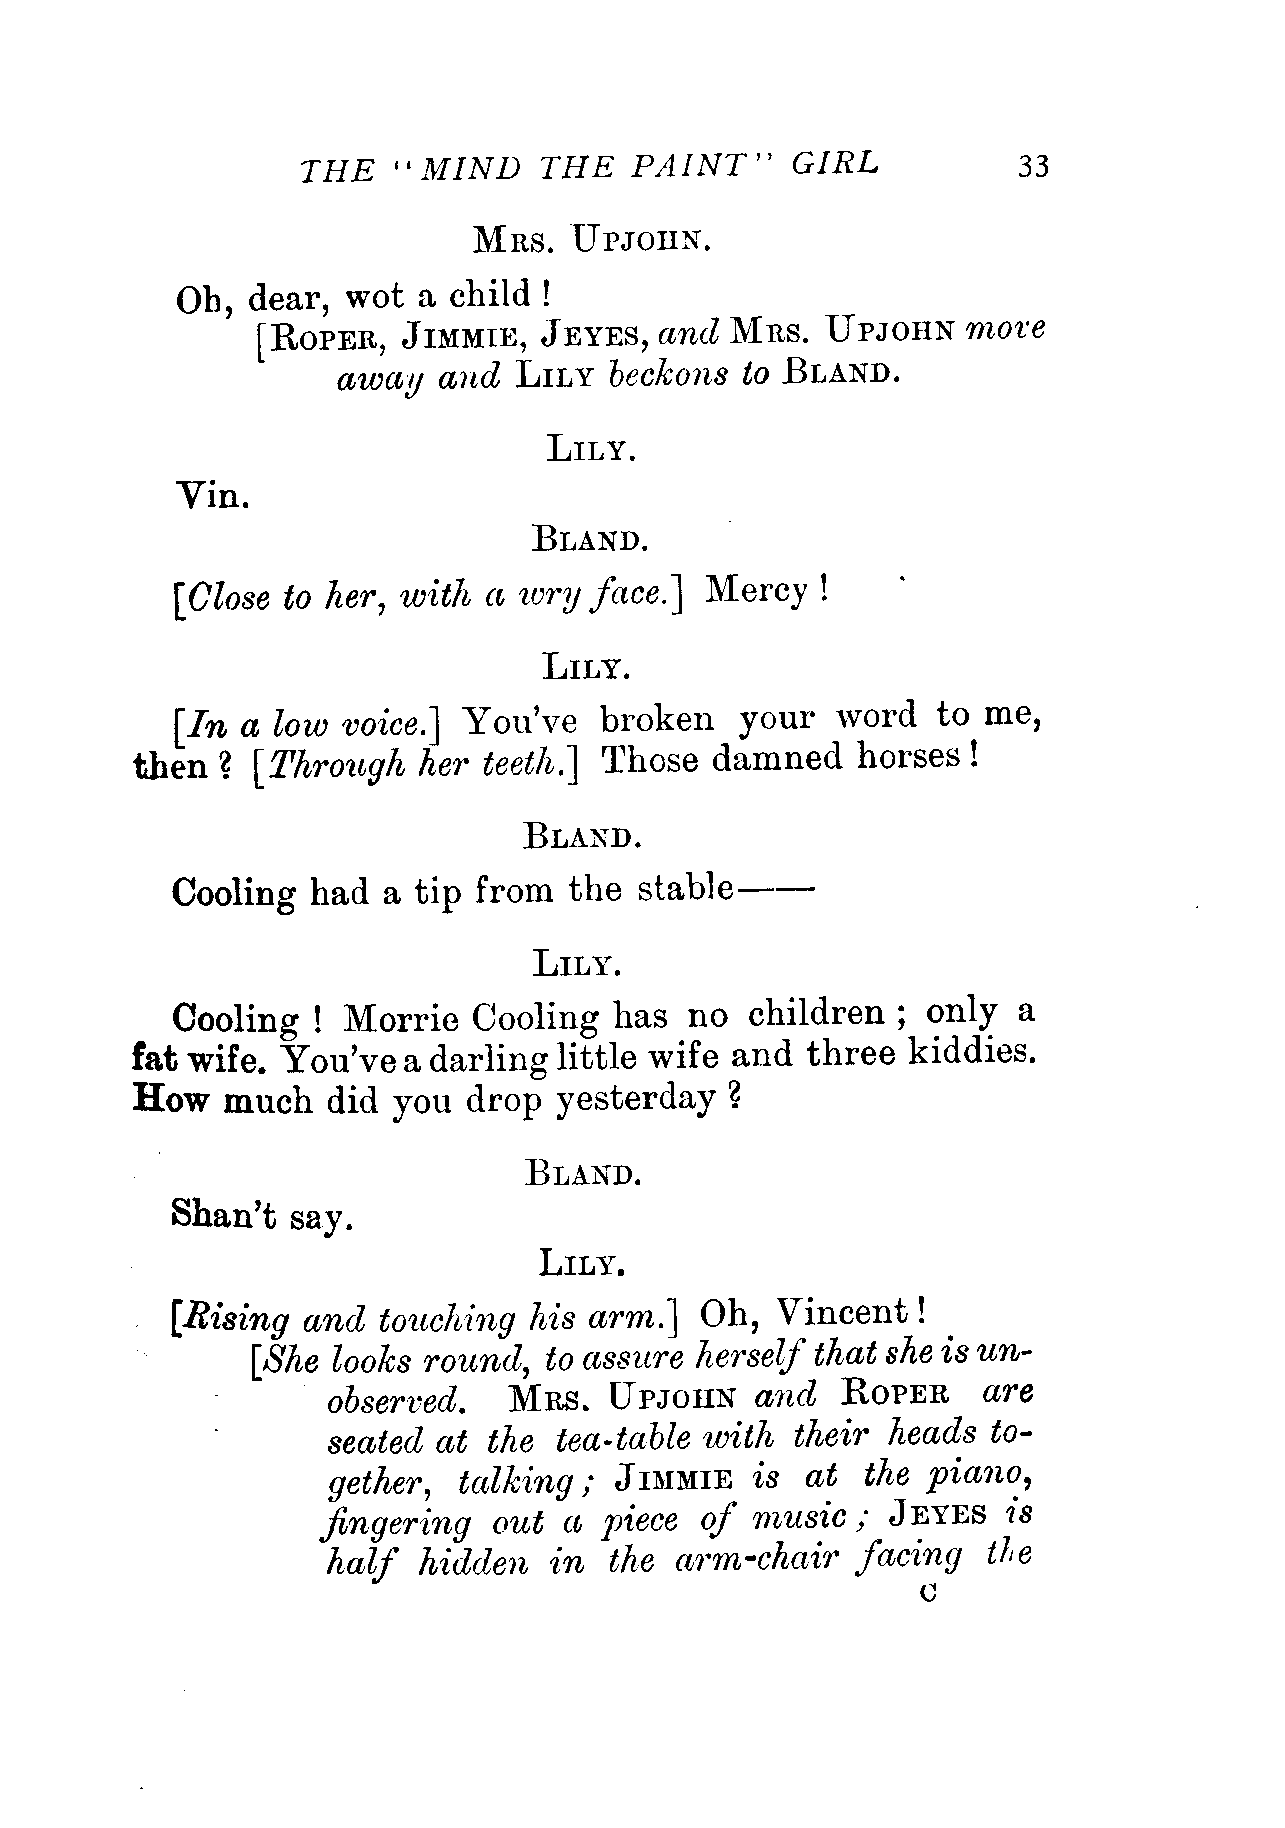 THE "MIND THE PAINT" GIRL 33
MRS. UPJOHN.
Oh, dear, wot a child !
[ROPER, JIMMIE, JEYES, and MRS. UPJOHN move
away and LILY beckons to BLAND.
LILY.
Vin.
BLAND.
[Close to her, with a wry face.] Mercy !
LILY.
[In a low voice.] You've broken your word to me,
then ? [Through her teeth.] Those damned horses !
BLAND.
Cooling had a tip from the stable——
LILY.
Cooling ! Morrie Cooling has no children ; only a
fat wife. You've a darling little wife and three kiddies.
How much did you drop yesterday ?
BLAND.
Shan't say.
LILY.
[Rising and touching his arm.] Oh, Vincent !
[She looks round, to assure herself that she is un-
observed. MRS. UPJOHN and ROPER are
seated at the tea-table with their heads to-
gether, talking ; JIMMIE is at the piano,
fingering out a piece of music ; JEYES is
half hidden in the arm-chair facing the
C